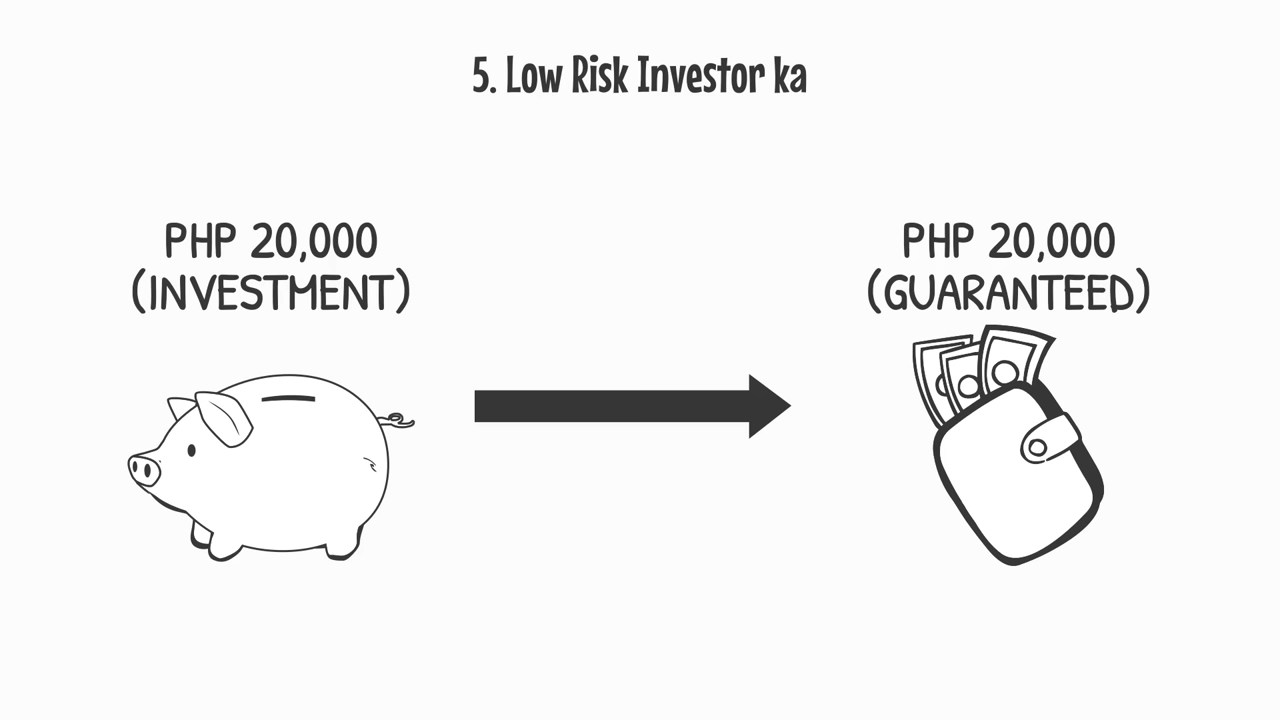 5. Low Risk Investor ka
PHP 20,000
(INVESTMENT)
PHP 20,000
(GUARANTEED)